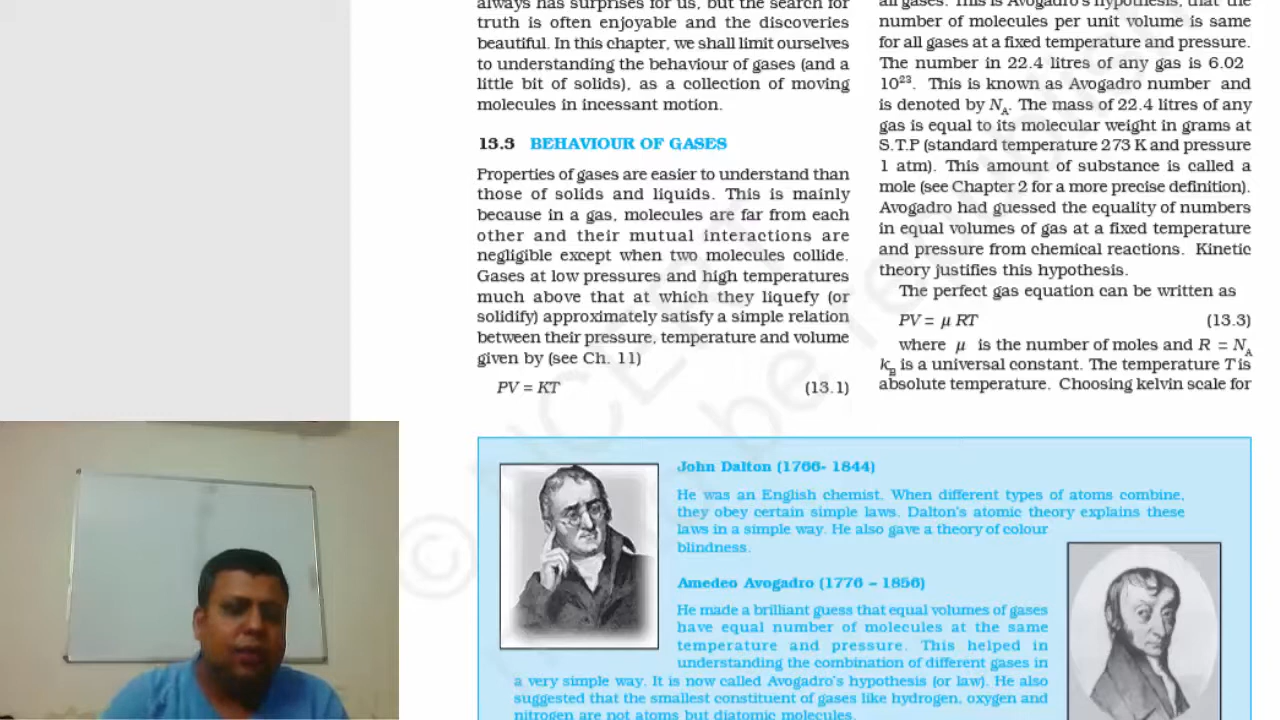 always has surprises for us, but the search for
truth is often enjoyable and the discoveries
beautiful. In this chapter, we shall limit ourselves
to understanding the behaviour of gases (and a
little bit of solids), as a collection of moving
molecules in incessant motion.
13.3 BEHAVIOUR OF GASES
Properties of gases are easier to understand than
those of solids and liquids. This is mainly
because in a gas, molecules are far from each
other and their mutual interactions are
negligible except when two molecules collide.
Gases at low pressures and high temperatures
much above that at which they liquefy (or
solidify) approximately satisfy a simple relation
between their pressure, temperature and volume
given by (see Ch. 11)
PV = KT (13.1)
all gases. This is Avogadro's hypothesis, that the
number of molecules per unit volume is same
for all gases at a fixed temperature and pressure.
The number in 22.4 litres of any gas is 6.02
10²³. This is known as Avogadro number and
is denoted by N_A. The mass of 22.4 litres of any
gas is equal to its molecular weight in grams at
S.T.P (standard temperature 273 K and pressure
1 atm). This amount of substance is called a
mole (see Chapter 2 for a more precise definition).
Avogadro had guessed the equality of numbers
in equal volumes of gas at a fixed temperature
and pressure from chemical reactions. Kinetic
theory justifies this hypothesis.
The perfect gas equation can be written as
PV = μ RT (13.3)
where μ is the number of moles and R = N_A
k_B is a universal constant. The temperature T is
absolute temperature. Choosing kelvin scale for
John Dalton (1766- 1844)
He was an English chemist. When different types of atoms combine,
they obey certain simple laws. Dalton's atomic theory explains these
laws in a simple way. He also gave a theory of colour
blindness.
Amedeo Avogadro (1776 – 1856)
He made a brilliant guess that equal volumes of gases
have equal number of molecules at the same
temperature and pressure. This helped in
understanding the combination of different gases in
a very simple way. It is now called Avogadro's hypothesis (or law). He also
suggested that the smallest constituent of gases like hydrogen, oxygen and
nitrogen are not atoms but diatomic molecules.